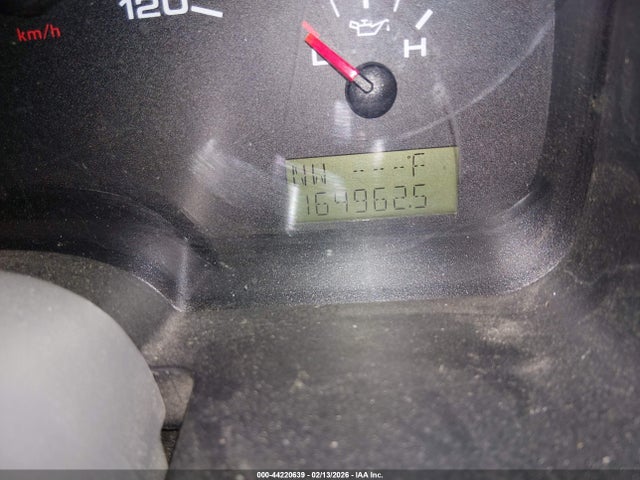 120
km/h
L H
NW ---°F
164962.5
000-44220639 - 02/13/2026 - IAA Inc.